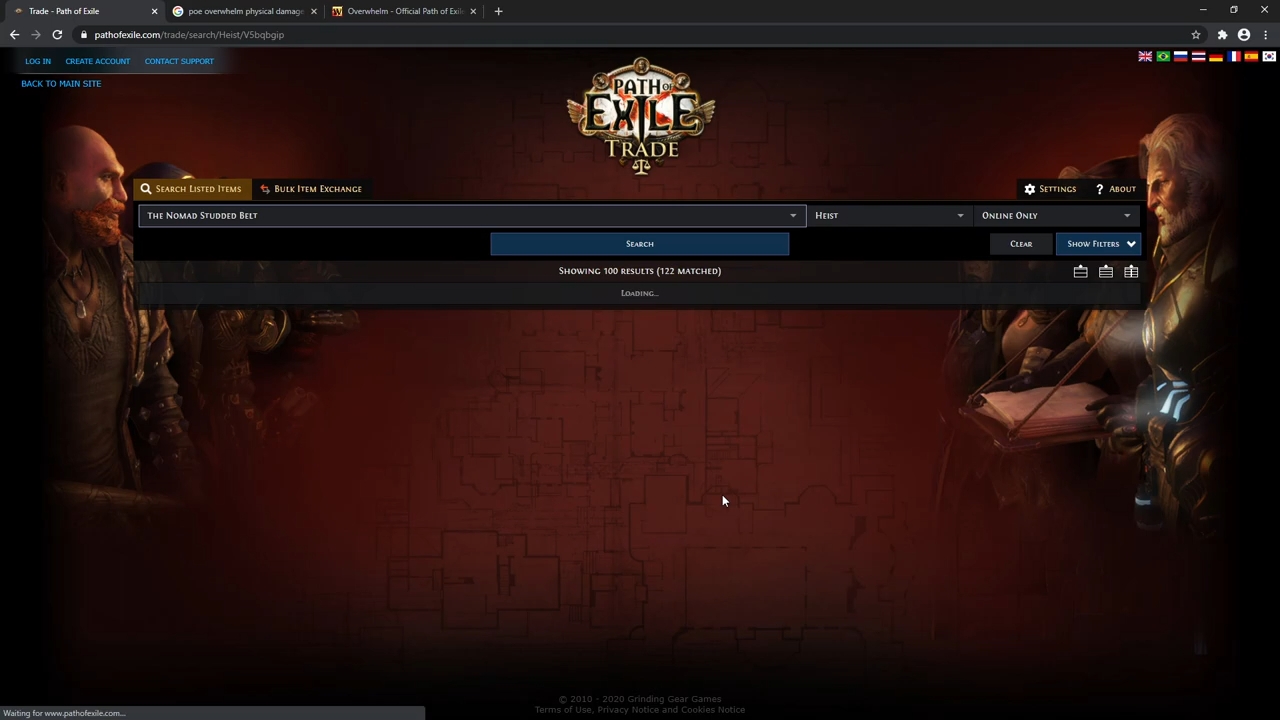 Trade - Path of Exile
poe overwhelm physical damage
Overwhelm - Official Path of Exile
pathofexile.com/trade/search/Heist/V5bqbgip
LOG IN CREATE ACCOUNT CONTACT SUPPORT
BACK TO MAIN SITE
PATH OF
EXILE
TRADE
SEARCH LISTED ITEMS BULK ITEM EXCHANGE SETTINGS ? ABOUT
THE NOMAD STUDDED BELT HEIST ONLINE ONLY
SEARCH CLEAR SHOW FILTERS
SHOWING 100 RESULTS (122 MATCHED)
LOADING...
© 2010 - 2020 Grinding Gear Games
Terms of Use, Privacy Notice and Cookies Notice
Waiting for www.pathofexile.com...